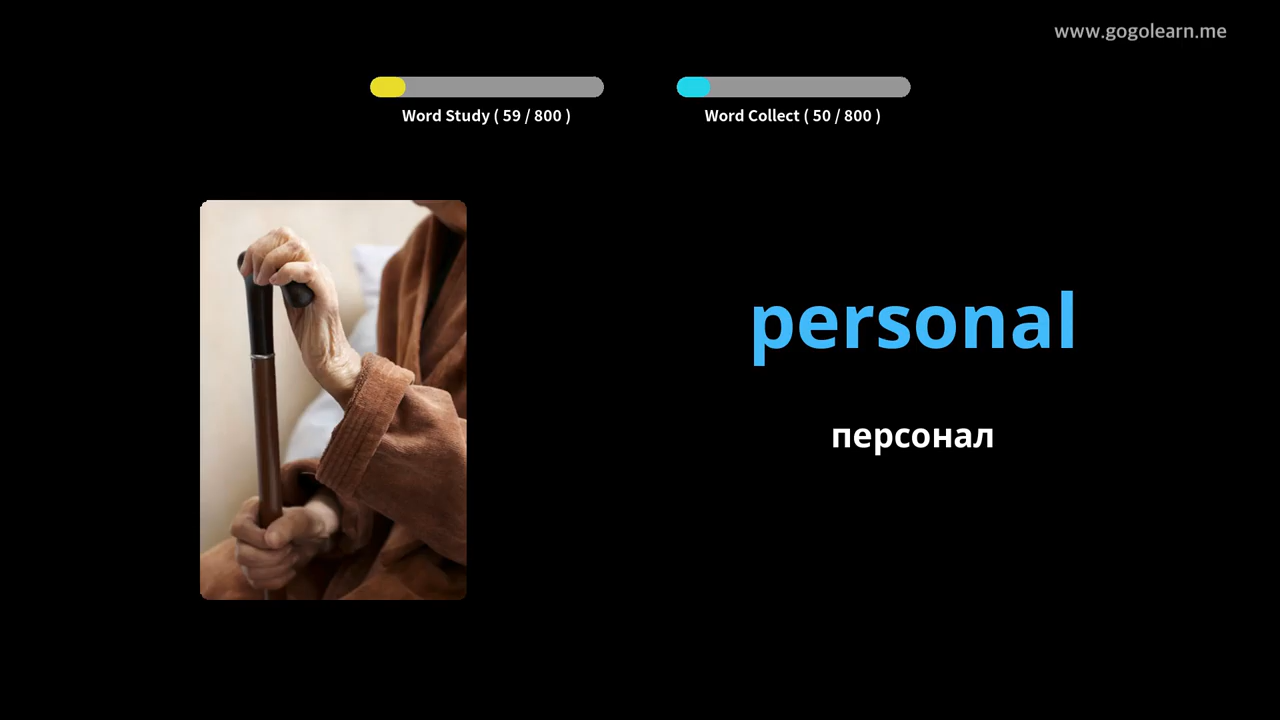 www.gogolearn.me
Word Study ( 59 / 800 )
Word Collect ( 50 / 800 )
personal
персонал